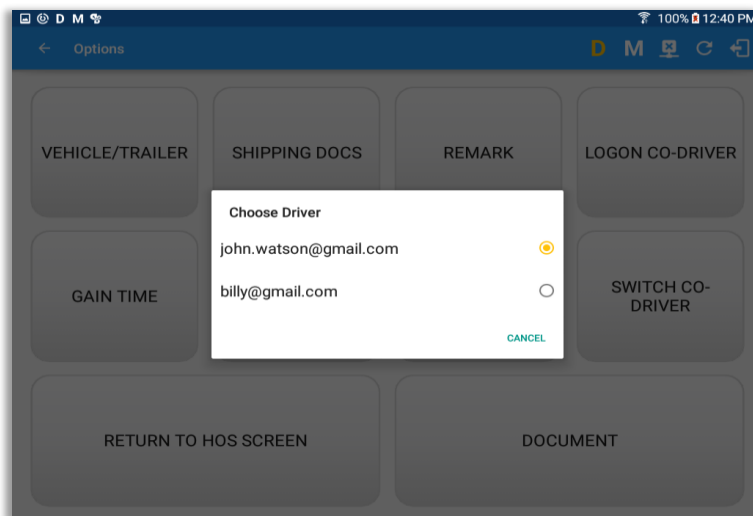 D M 100% 12:40 PM
Options D M
VEHICLE/TRAILER SHIPPING DOCS REMARK LOGON CO-DRIVER
Choose Driver
john.watson@gmail.com
billy@gmail.com
CANCEL
GAIN TIME
SWITCH CO-
DRIVER
RETURN TO HOS SCREEN DOCUMENT